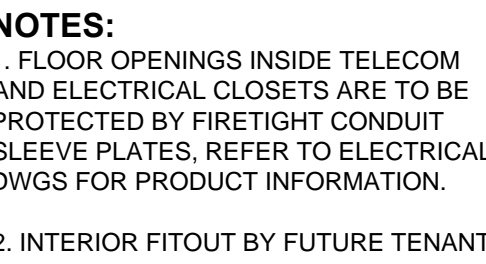 NOTES:
1. FLOOR OPENINGS INSIDE TELECOM
AND ELECTRICAL CLOSETS ARE TO BE
PROTECTED BY FIRETIGHT CONDUIT
SLEEVE PLATES, REFER TO ELECTRICAL
DWGS FOR PRODUCT INFORMATION.
2. INTERIOR FITOUT BY FUTURE TENANT